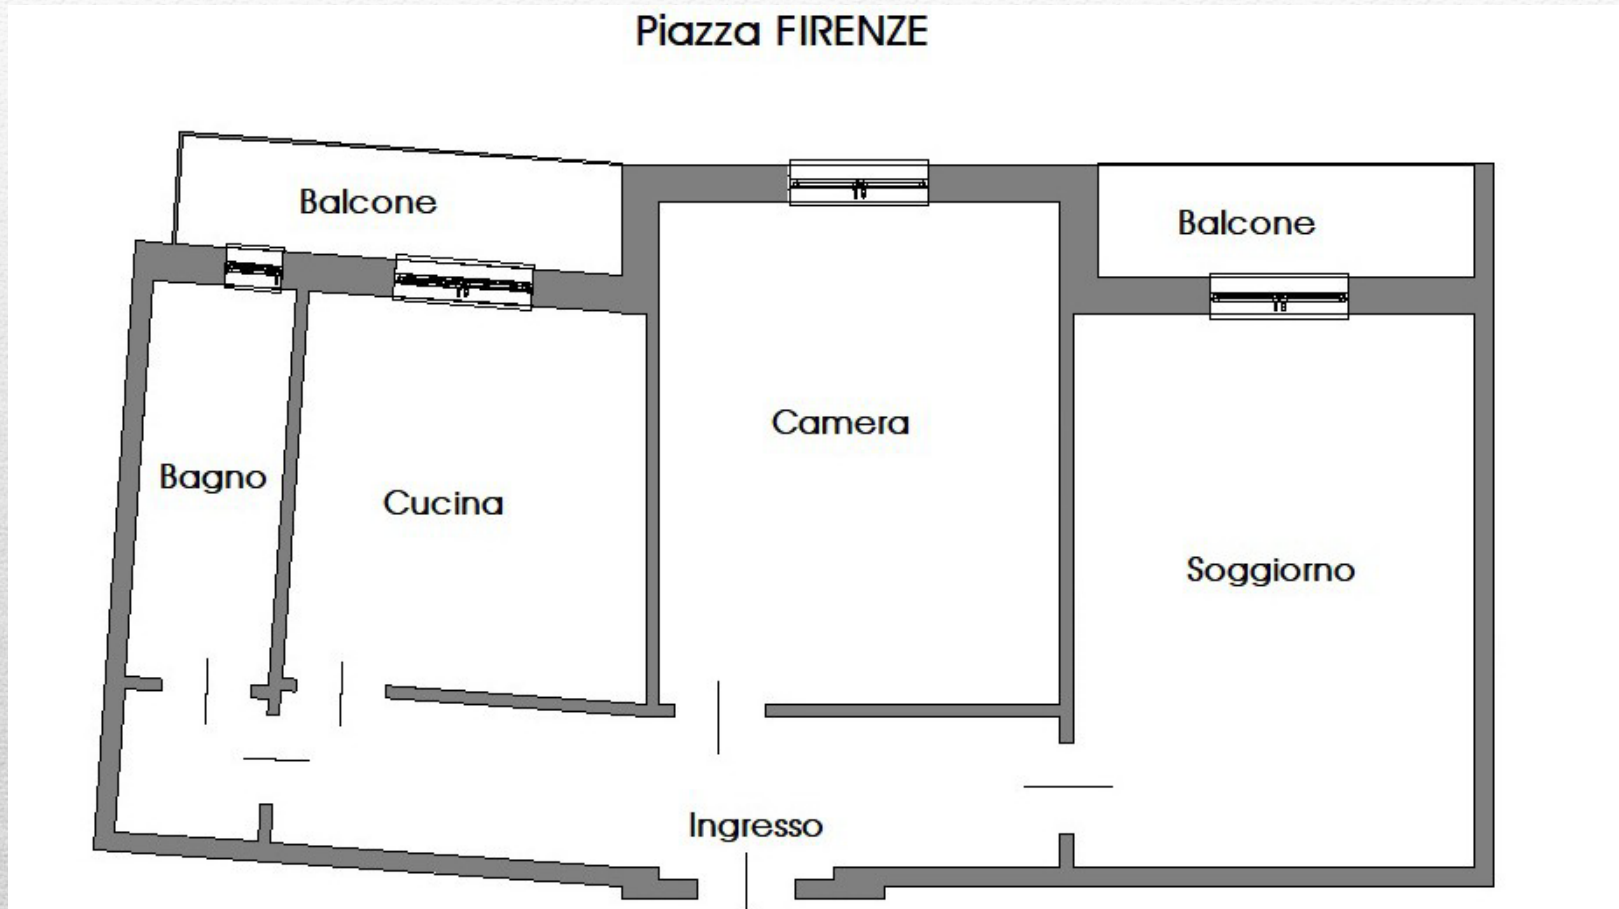 Piazza FIRENZE
Balcone
Balcone
Camera
Bagno
Cucina
Soggiorno
Ingresso